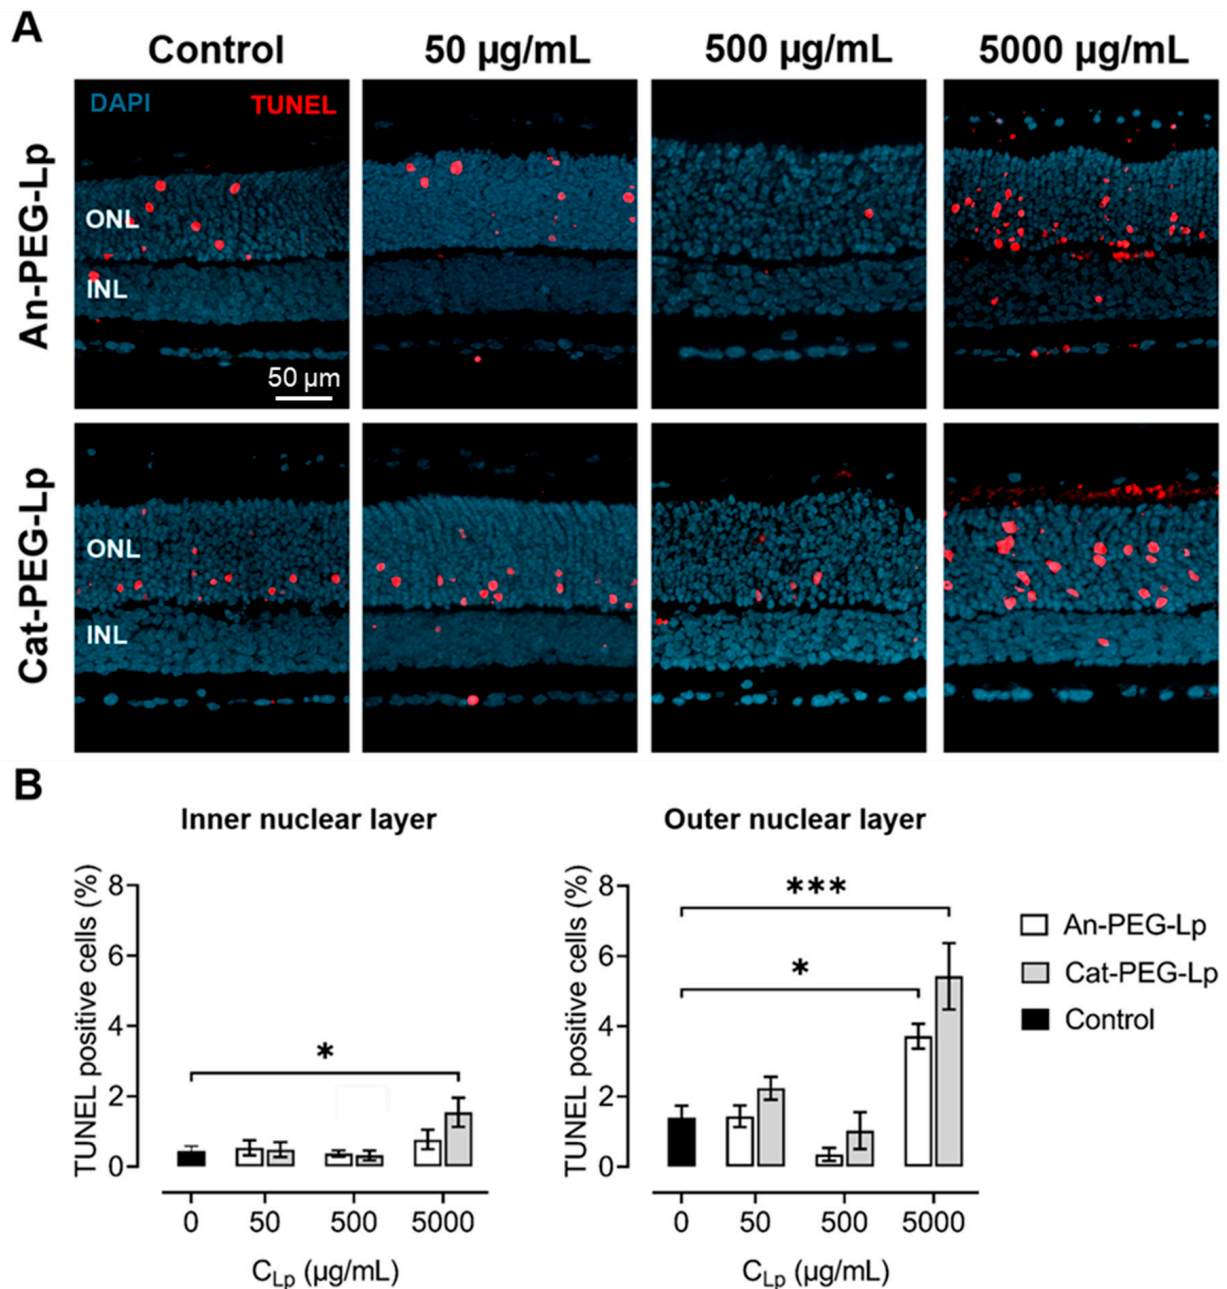 A
Control 50 µg/mL 500 µg/mL 5000 µg/mL
An-PEG-Lp
DAPI TUNEL
ONL
INL
50 µm
Cat-PEG-Lp
ONL
INL
B
Inner nuclear layer
TUNEL positive cells (%)
8
6
4
2
0
*
0 50 500 5000
C_Lp (µg/mL)
Outer nuclear layer
TUNEL positive cells (%)
8
6
4
2
0
***
*
0 50 500 5000
C_Lp (µg/mL)
An-PEG-Lp
Cat-PEG-Lp
Control